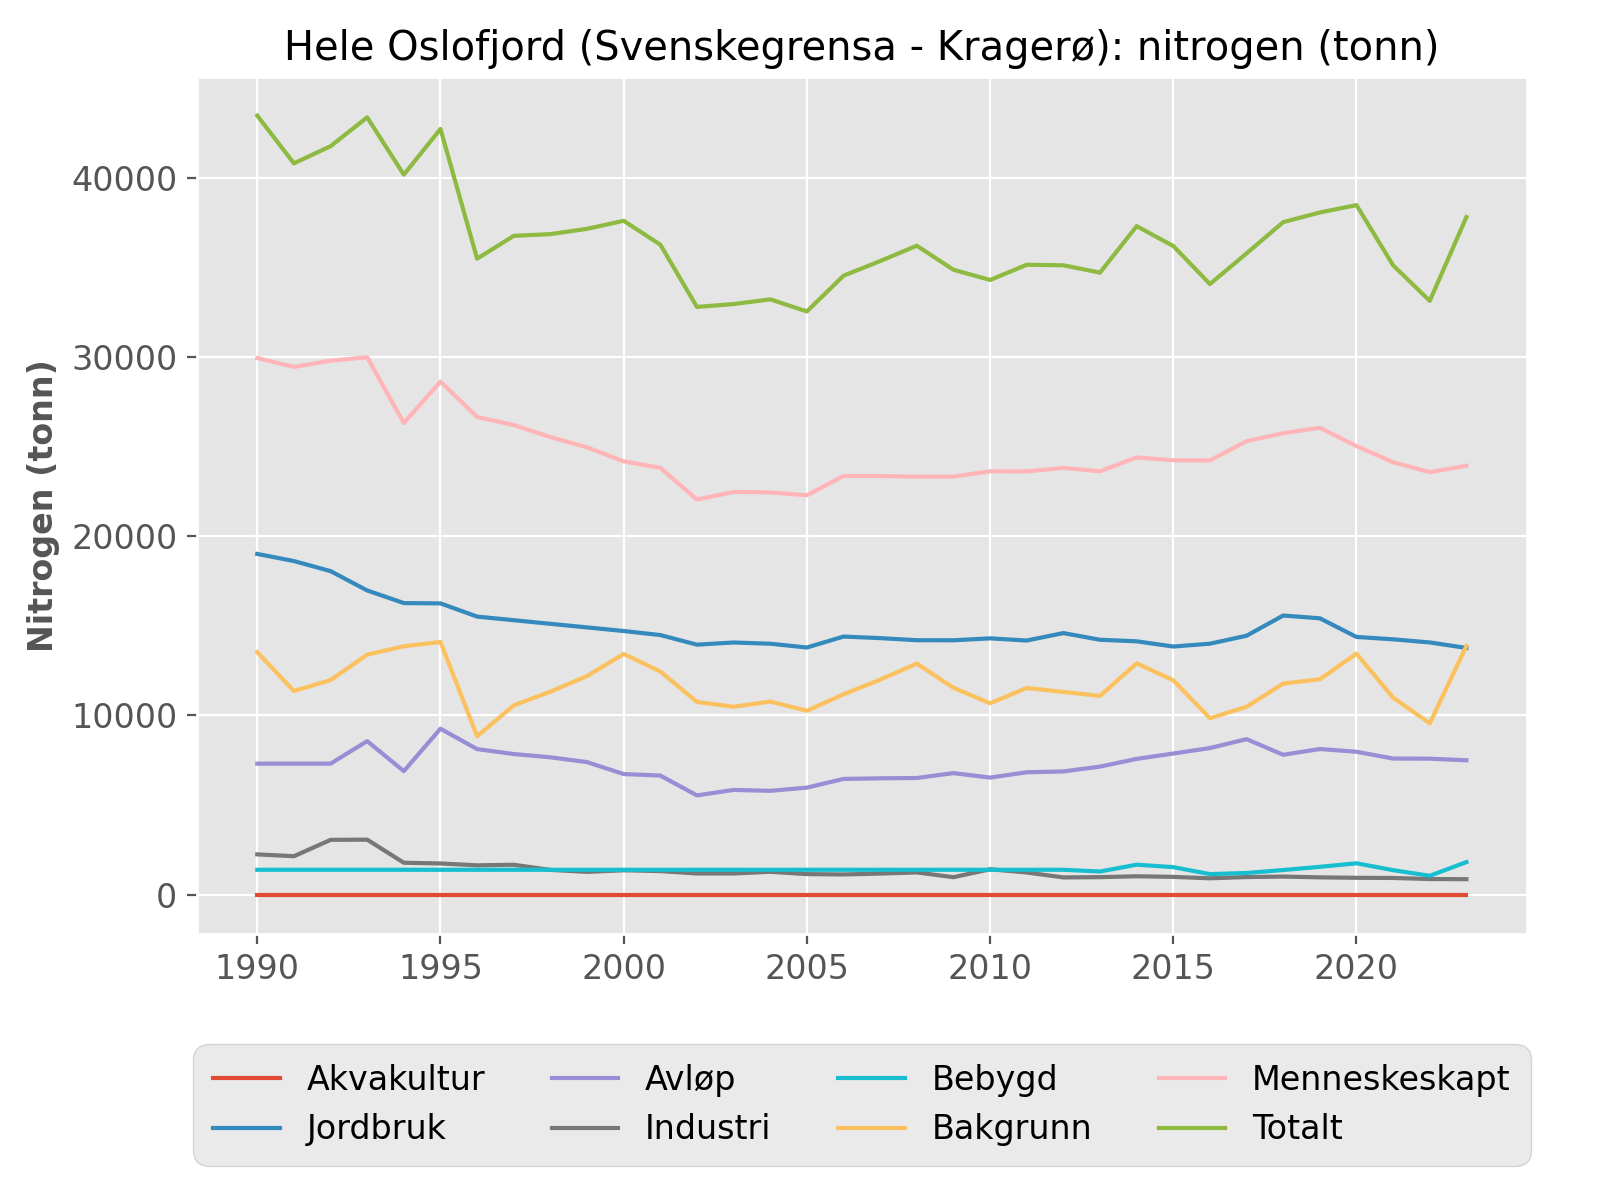 Hele Oslofjord (Svenskegrensa - Kragerø): nitrogen (tonn)
Nitrogen (tonn)
40000
30000
20000
10000
0
1990 1995 2000 2005 2010 2015 2020
Akvakultur Avløp Bebygd Menneskeskapt
Jordbruk Industri Bakgrunn Totalt